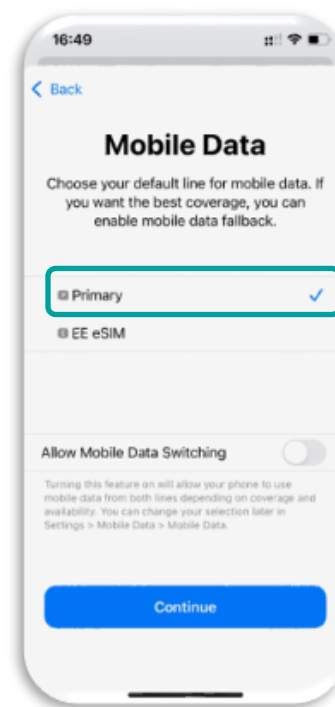 16:49
Back
Mobile Data
Choose your default line for mobile data. If
you want the best coverage, you can
enable mobile data fallback.
Primary
EE eSIM
Allow Mobile Data Switching
Turning this feature on will allow your phone to use
mobile data from both lines depending on coverage and
availability. You can change your selection later in
Settings > Mobile Data > Mobile Data.
Continue